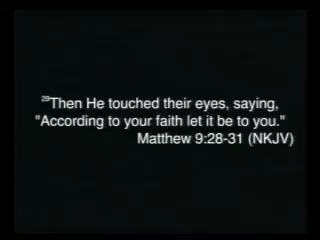 29Then He touched their eyes, saying,
"According to your faith let it be to you."
Matthew 9:28-31 (NKJV)